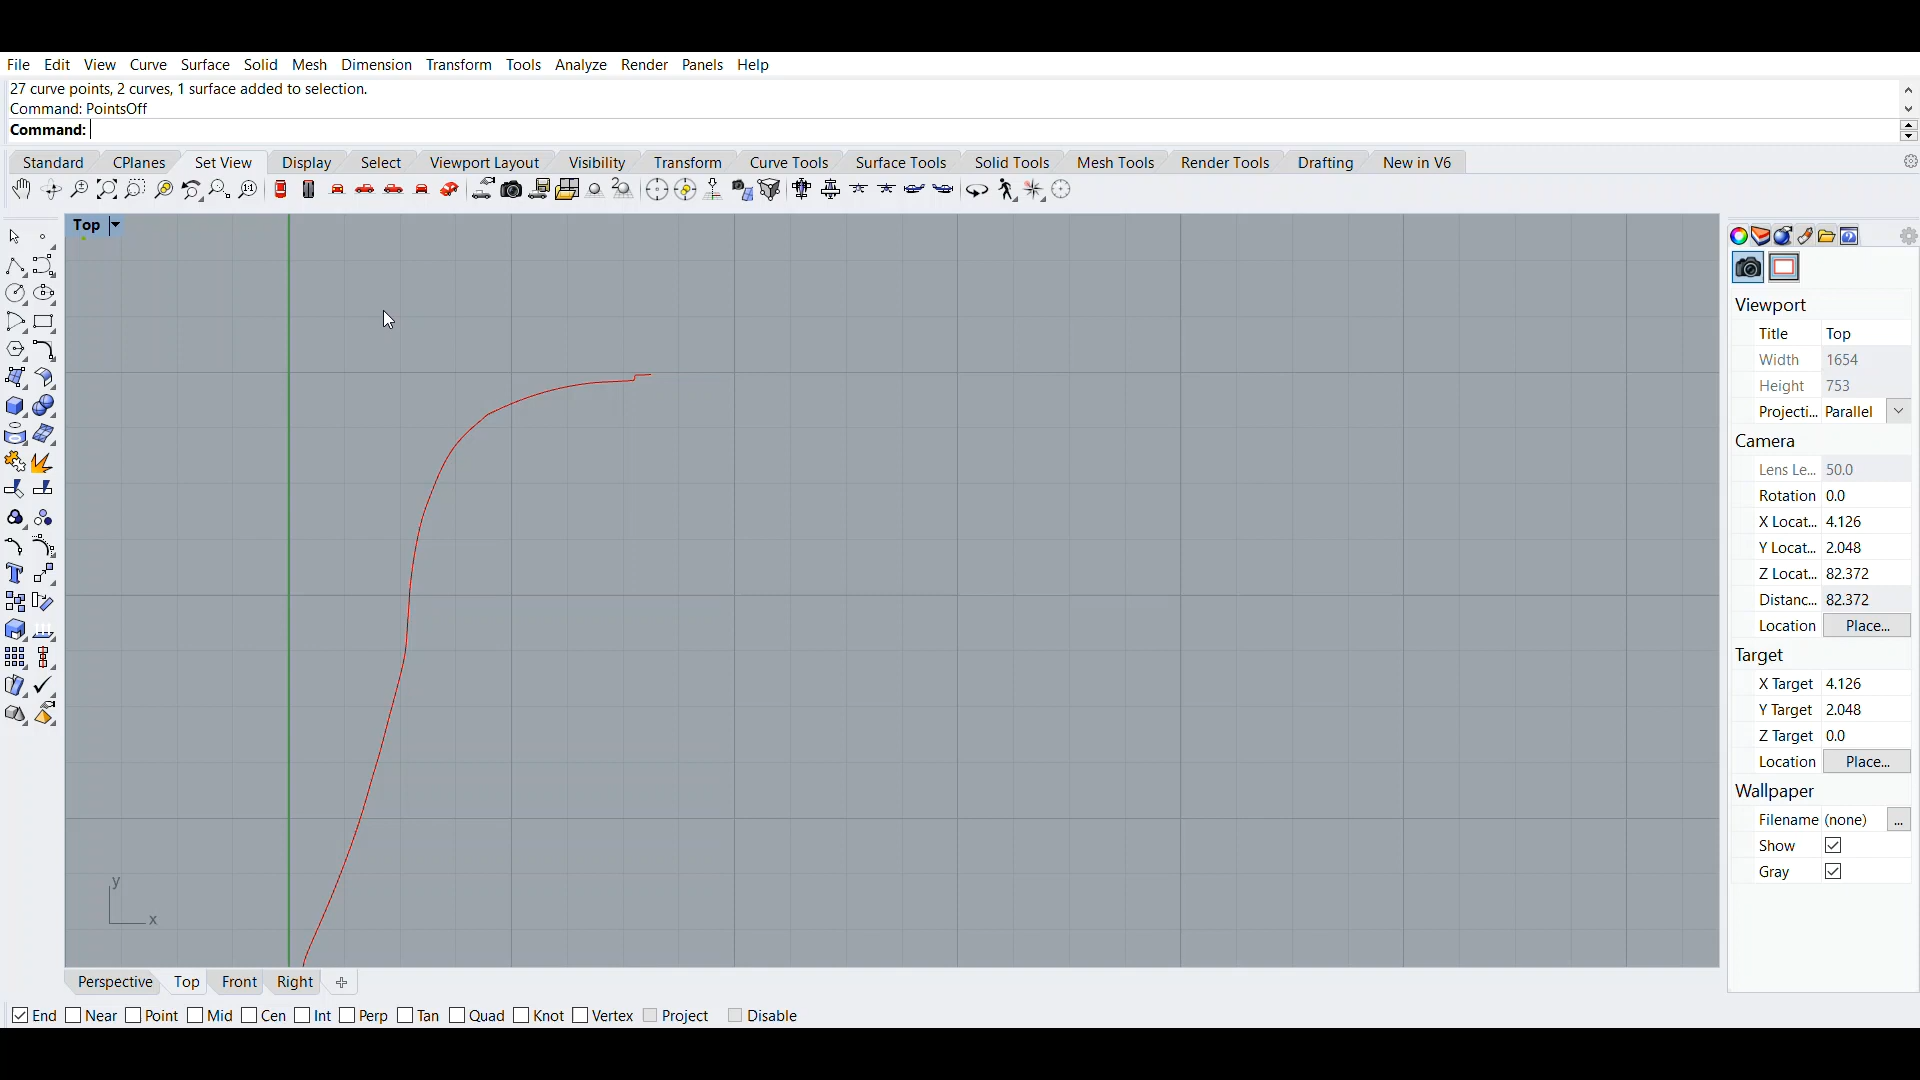 File Edit View Curve Surface Solid Mesh Dimension Transform Tools Analyze Render Panels Help
27 curve points, 2 curves, 1 surface added to selection.
Command: PointsOff
Command:
Standard CPlanes Set View Display Select Viewport Layout Visibility Transform Curve Tools Surface Tools Solid Tools Mesh Tools Render Tools Drafting New in V6
Top
Viewport
Title Top
Width 1654
Height 753
Projecti... Parallel
Camera
Lens Le... 50.0
Rotation 0.0
X Locat... 4.126
Y Locat... 2.048
Z Locat... 82.372
Distanc... 82.372
Location Place...
Target
X Target 4.126
Y Target 2.048
Z Target 0.0
Location Place...
Wallpaper
Filename (none) ...
Show
Gray
y
x
Perspective Top Front Right
End Near Point Mid Cen Int Perp Tan Quad Knot Vertex Project Disable